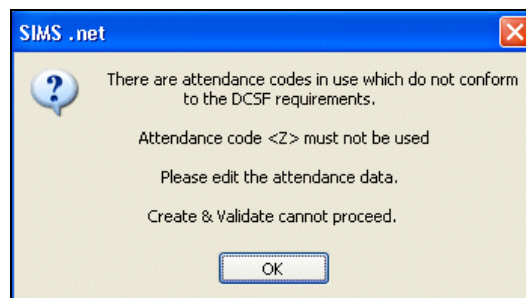 SIMS .net
There are attendance codes in use which do not conform
to the DCSF requirements.
Attendance code <Z> must not be used
Please edit the attendance data.
Create & Validate cannot proceed.
OK